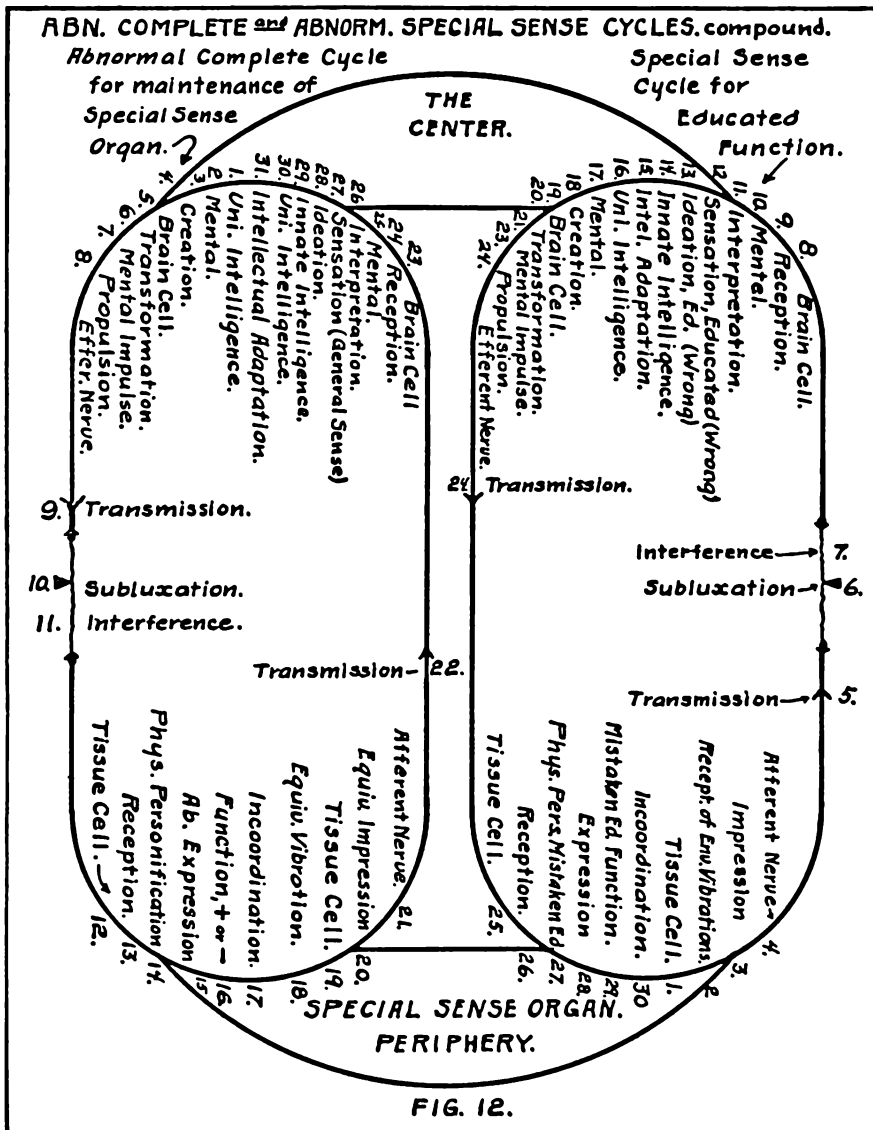 ABN. COMPLETE and ABNORM. SPECIAL SENSE CYCLES. compound.
Abnormal Complete Cycle
for maintenance of
Special Sense
Organ.
Special Sense
Cycle for
Educated
Function.
THE
CENTER.
1. Uni. Intelligence.
2. Mental.
3. Creation.
4. Brain Cell.
5. Transformation.
6. Mental Impulse.
7. Propulsion.
8. Effer. Nerve.
9. Transmission.
10. Subluxation.
11. Interference.
Tissue Cell. 12.
Reception. 13.
Phys. Personification 14.
Ab. Expression 15
Function, + or - 16.
Incoordination. 17
Equiv. Vibration. 18.
Tissue Cell. 19.
Equiv. Impression 20.
Afferent Nerve. 21.
Transmission 22.
23. Brain Cell
24 Reception.
25 Mental.
26 Interpretation.
27. Sensation (General Sense)
28. Ideation.
29. Innate Intelligence.
30. Uni. Intelligence.
31. Intellectual Adaptation.
Tissue Cell. 1.
Recept. of Env. Vibrations. 2
Impression 3.
Afferent Nerve 4.
Transmission 5.
Subluxation 6.
Interference 7.
8. Brain Cell.
9. Reception.
10. Mentel.
11. Interpretation.
12. Sensation, Educated (Wrong)
13. Ideation, Ed. (Wrong)
14. Innate Intelligence.
15. Intel. Adaptation.
16. Uni. Intelligence.
17. Mental.
18 Creation.
19. Brain Cell.
20. Transformation.
21. Mental Impulse.
23. Propulsion.
24. Efferent Nerve.
24. Transmission.
Tissue Cell. 25.
Reception. 26.
Phys. Pers. Mistaken Ed. 27.
Expression 28.
Mistaken Ed. Function. 29.
Incoordination. 30
SPECIAL SENSE ORGAN.
PERIPHERY.
FIG. 12.